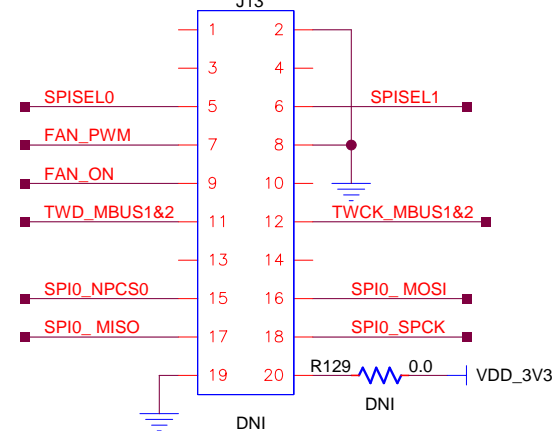 J13
1 2
3 4
SPISEL0 5 6 SPISEL1
FAN_PWM 7 8
FAN_ON 9 10
TWD_MBUS1&2 11 12 TWCK_MBUS1&2
13 14
SPI0_NPCS0 15 16 SPI0_ MOSI
SPI0_ MISO 17 18 SPI0_SPCK
19 20 R129 0.0 VDD_3V3
DNI
DNI